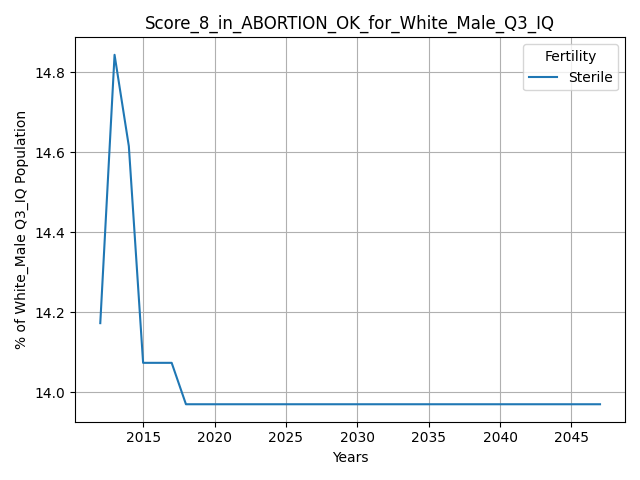 Score_8_in_ABORTION_OK_for_White_Male_Q3_IQ
Fertility
Sterile
% of White_Male Q3_IQ Population
14.8
14.6
14.4
14.2
14.0
2015 2020 2025 2030 2035 2040 2045
Years